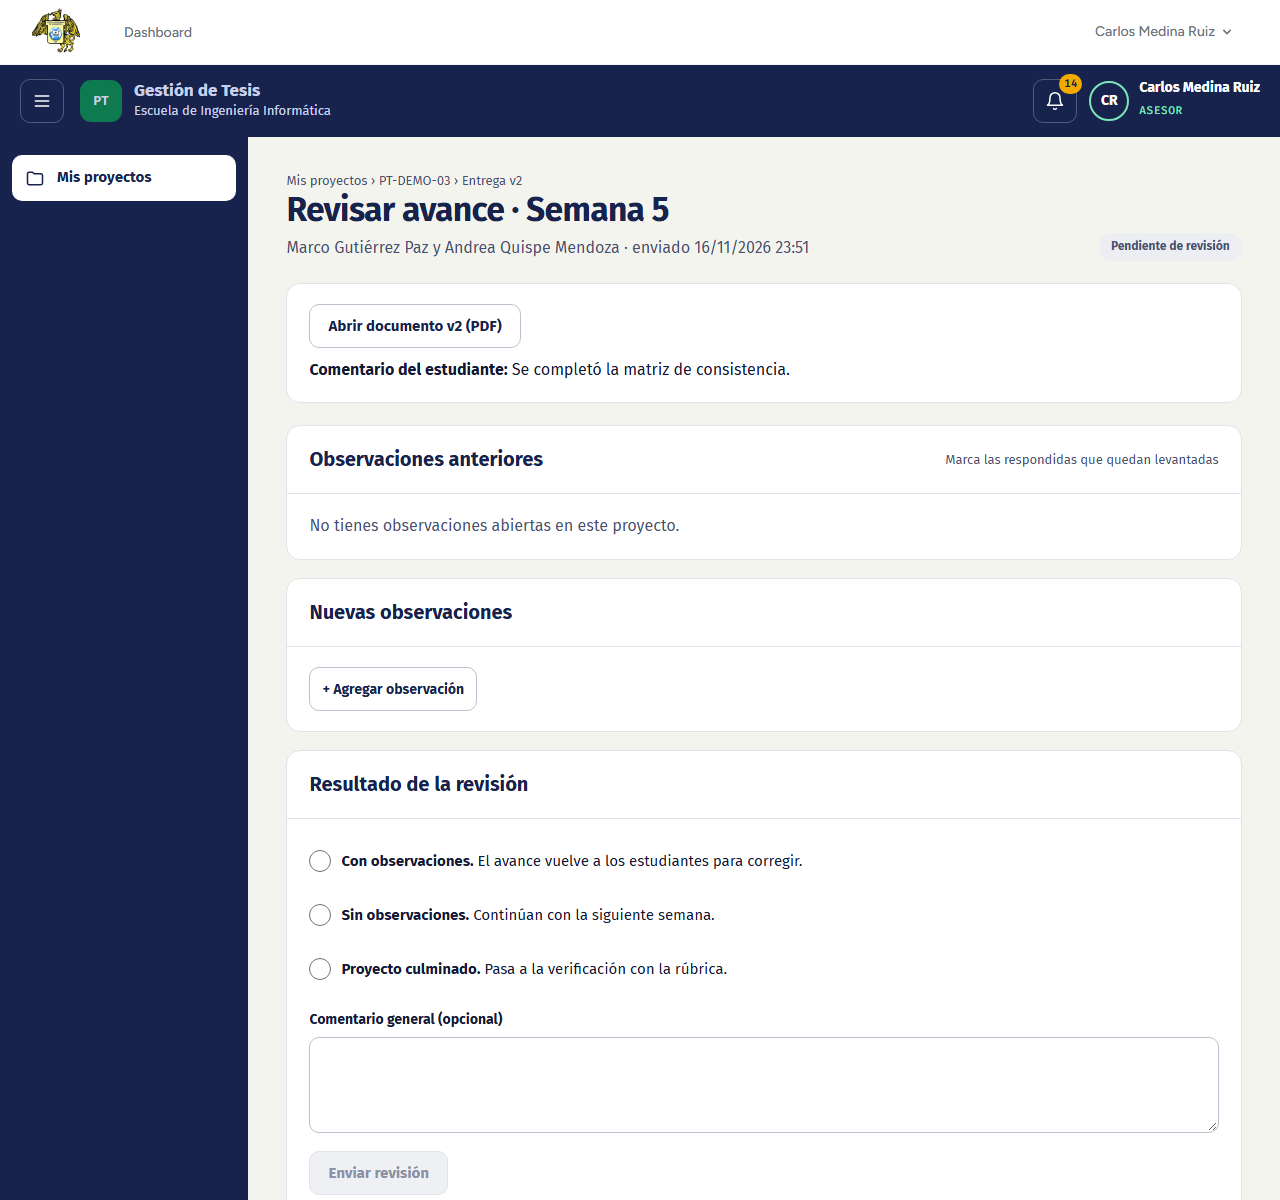 Dashboard
Carlos Medina Ruiz
PT
Gestión de Tesis
Escuela de Ingeniería Informática
14
CR
Carlos Medina Ruiz
ASESOR
Mis proyectos
Mis proyectos › PT-DEMO-03 › Entrega v2
Revisar avance · Semana 5
Marco Gutiérrez Paz y Andrea Quispe Mendoza · enviado 16/11/2026 23:51
Pendiente de revisión
Abrir documento v2 (PDF)
Comentario del estudiante: Se completó la matriz de consistencia.
Observaciones anteriores
Marca las respondidas que quedan levantadas
No tienes observaciones abiertas en este proyecto.
Nuevas observaciones
+ Agregar observación
Resultado de la revisión
Con observaciones. El avance vuelve a los estudiantes para corregir.
Sin observaciones. Continúan con la siguiente semana.
Proyecto culminado. Pasa a la verificación con la rúbrica.
Comentario general (opcional)
Enviar revisión